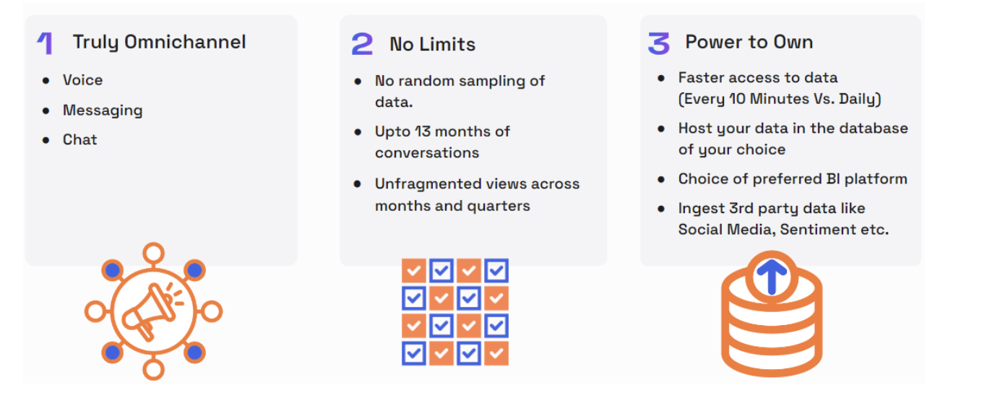 1 Truly Omnichannel
● Voice
● Messaging
● Chat
2 No Limits
● No random sampling of
data.
● Upto 13 months of
conversations
● Unfragmented views across
months and quarters
3 Power to Own
● Faster access to data
(Every 10 Minutes Vs. Daily)
● Host your data in the database
of your choice
● Choice of preferred BI platform
● Ingest 3rd party data like
Social Media, Sentiment etc.